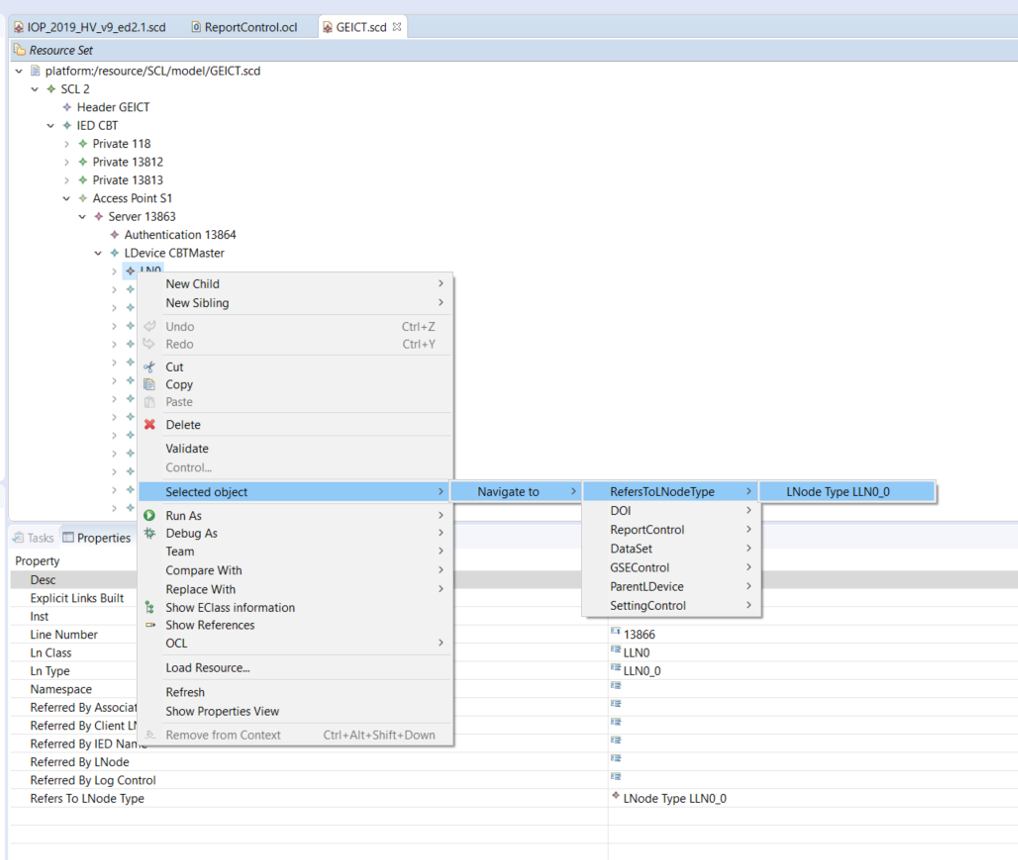 IOP_2019_HV_v9_ed2.1.scd ReportControl.ocl GEICT.scd
Resource Set
platform:/resource/SCL/model/GEICT.scd
SCL 2
Header GEICT
IED CBT
Private 118
Private 13812
Private 13813
Access Point S1
Server 13863
Authentication 13864
LDevice CBTMaster
LN0
New Child
New Sibling
Undo Ctrl+Z
Redo Ctrl+Y
Cut
Copy
Paste
Delete
Validate
Control...
Selected object Navigate to RefersToLNodeType LNode Type LLN0_0
DOI
ReportControl
DataSet
GSEControl
ParentLDevice
SettingControl
Run As
Debug As
Team
Compare With
Replace With
Show EClass information
Show References
OCL
Load Resource...
Refresh
Show Properties View
Remove from Context Ctrl+Alt+Shift+Down
Tasks Properties
Property
Desc
Explicit Links Built
Inst
Line Number 13866
Ln Class LLN0
Ln Type LLN0_0
Namespace
Referred By Associat
Referred By Client LN
Referred By IED Name
Referred By LNode
Referred By Log Control
Refers To LNode Type LNode Type LLN0_0